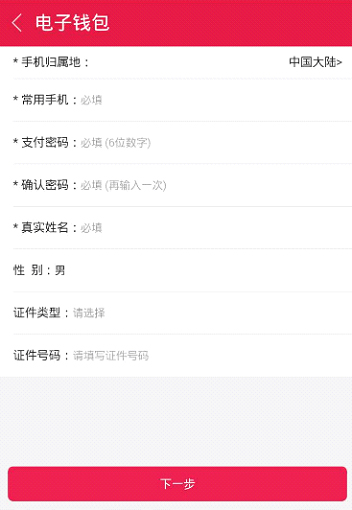 电子钱包
* 手机归属地： 中国大陆>
* 常用手机：必填
* 支付密码：必填 (6位数字)
* 确认密码：必填 (再输入一次)
* 真实姓名：必填
性 别：男
证件类型：请选择
证件号码：请填写证件号码
下一步